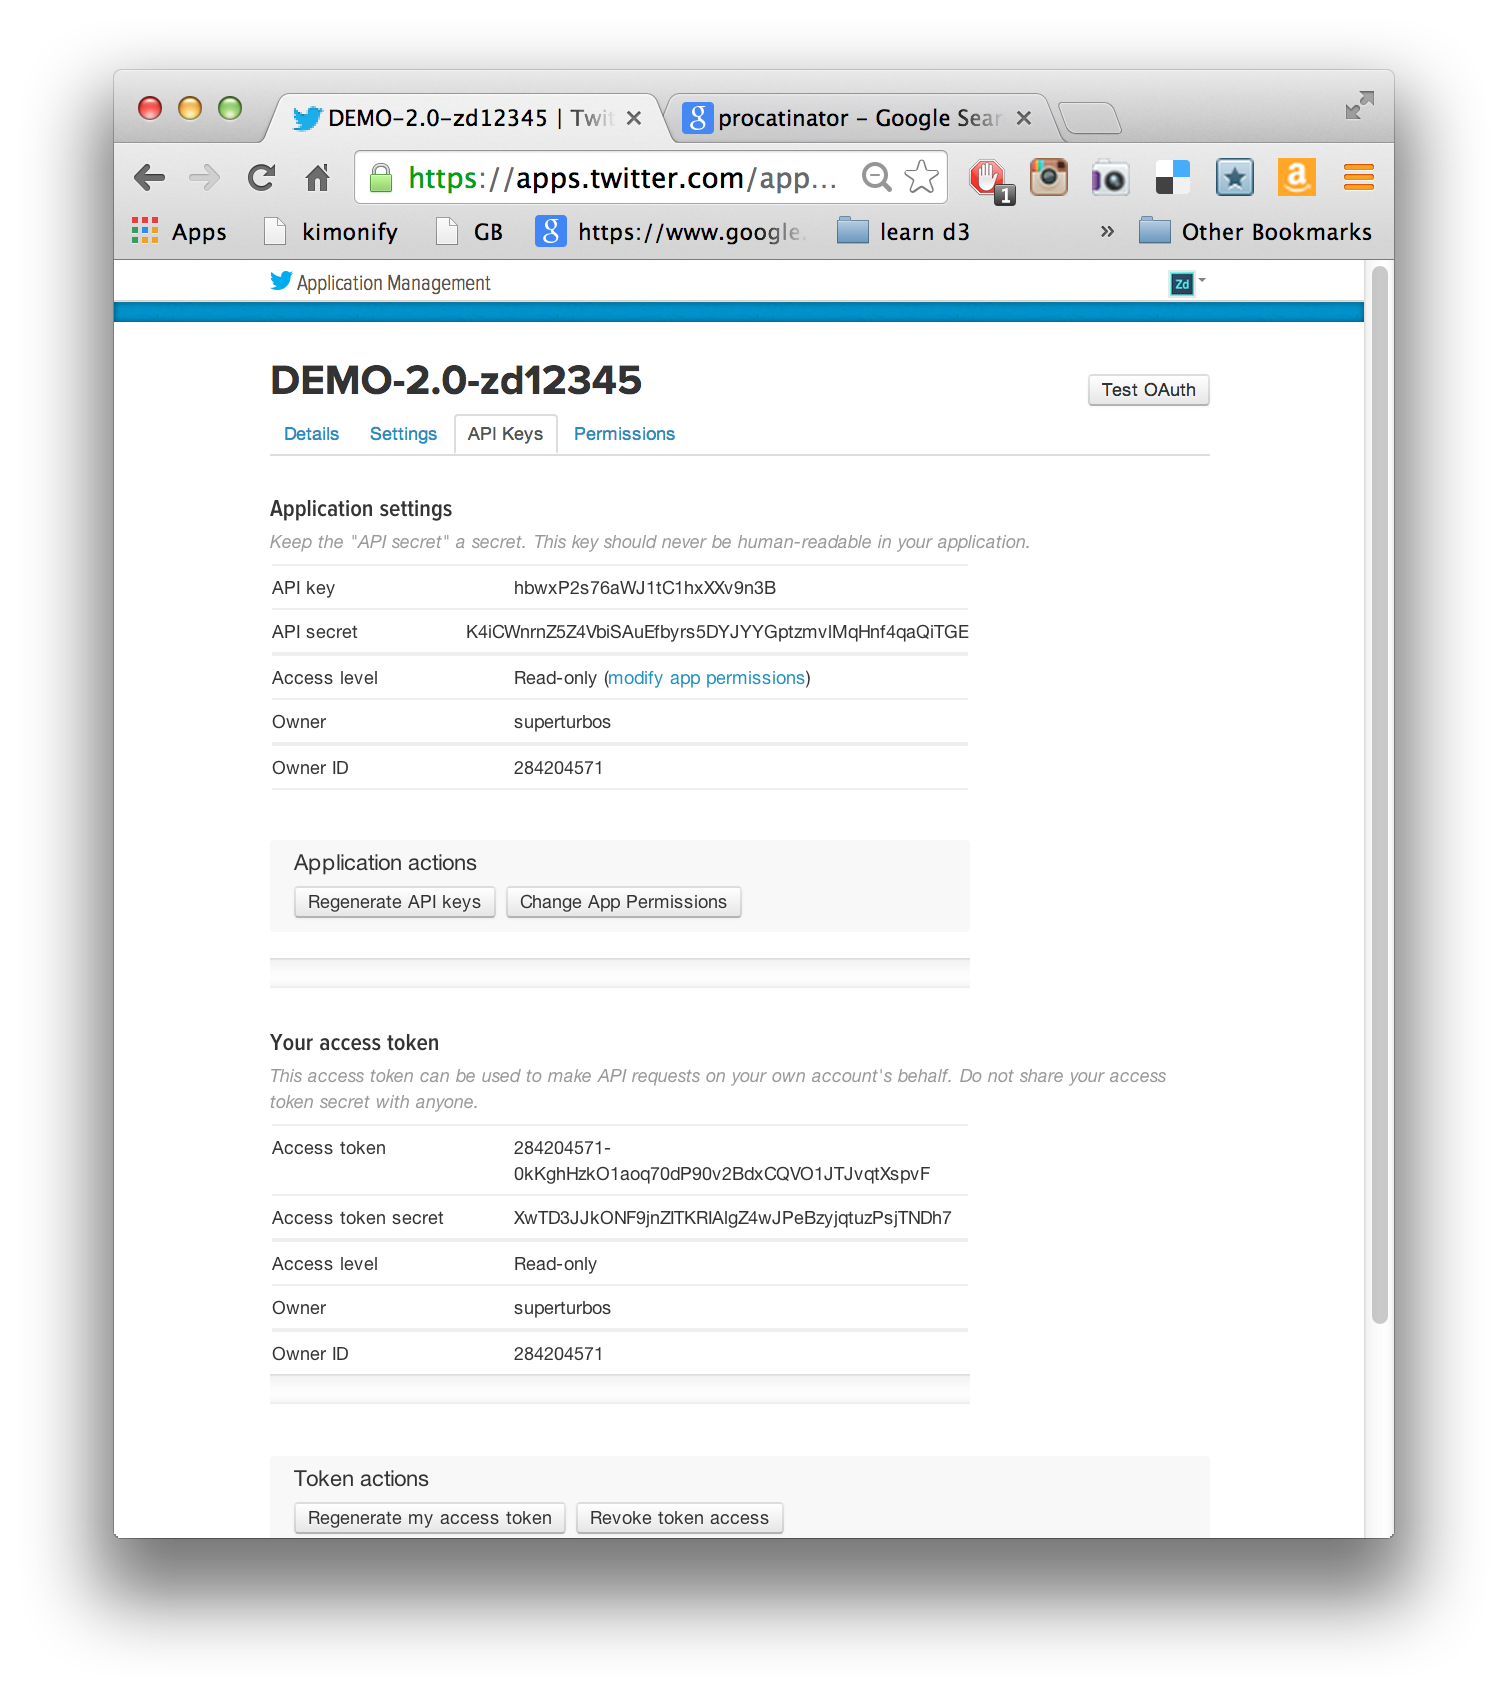 DEMO-2.0-zd12345 | Twi
procatinator – Google Sear
https://apps.twitter.com/app...
1
Apps
kimonify
GB
https://www.google.
learn d3
»
Other Bookmarks
Application Management
Zd
DEMO-2.0-zd12345
Test OAuth
Details Settings API Keys Permissions
Application settings
Keep the "API secret" a secret. This key should never be human-readable in your application.
API key hbwxP2s76aWJ1tC1hxXXv9n3B
API secret K4iCWnrnZ5Z4VbiSAuEfbyrs5DYJYYGptzmvIMqHnf4qaQiTGE
Access level Read-only (modify app permissions)
Owner superturbos
Owner ID 284204571
Application actions
Regenerate API keys Change App Permissions
Your access token
This access token can be used to make API requests on your own account's behalf. Do not share your access
token secret with anyone.
Access token 284204571-
0kKghHzkO1aoq70dP90v2BdxCQVO1JTJvqtXspvF
Access token secret XwTD3JJkONF9jnZITKRIAIgZ4wJPeBzyjqtuzPsjTNDh7
Access level Read-only
Owner superturbos
Owner ID 284204571
Token actions
Regenerate my access token Revoke token access